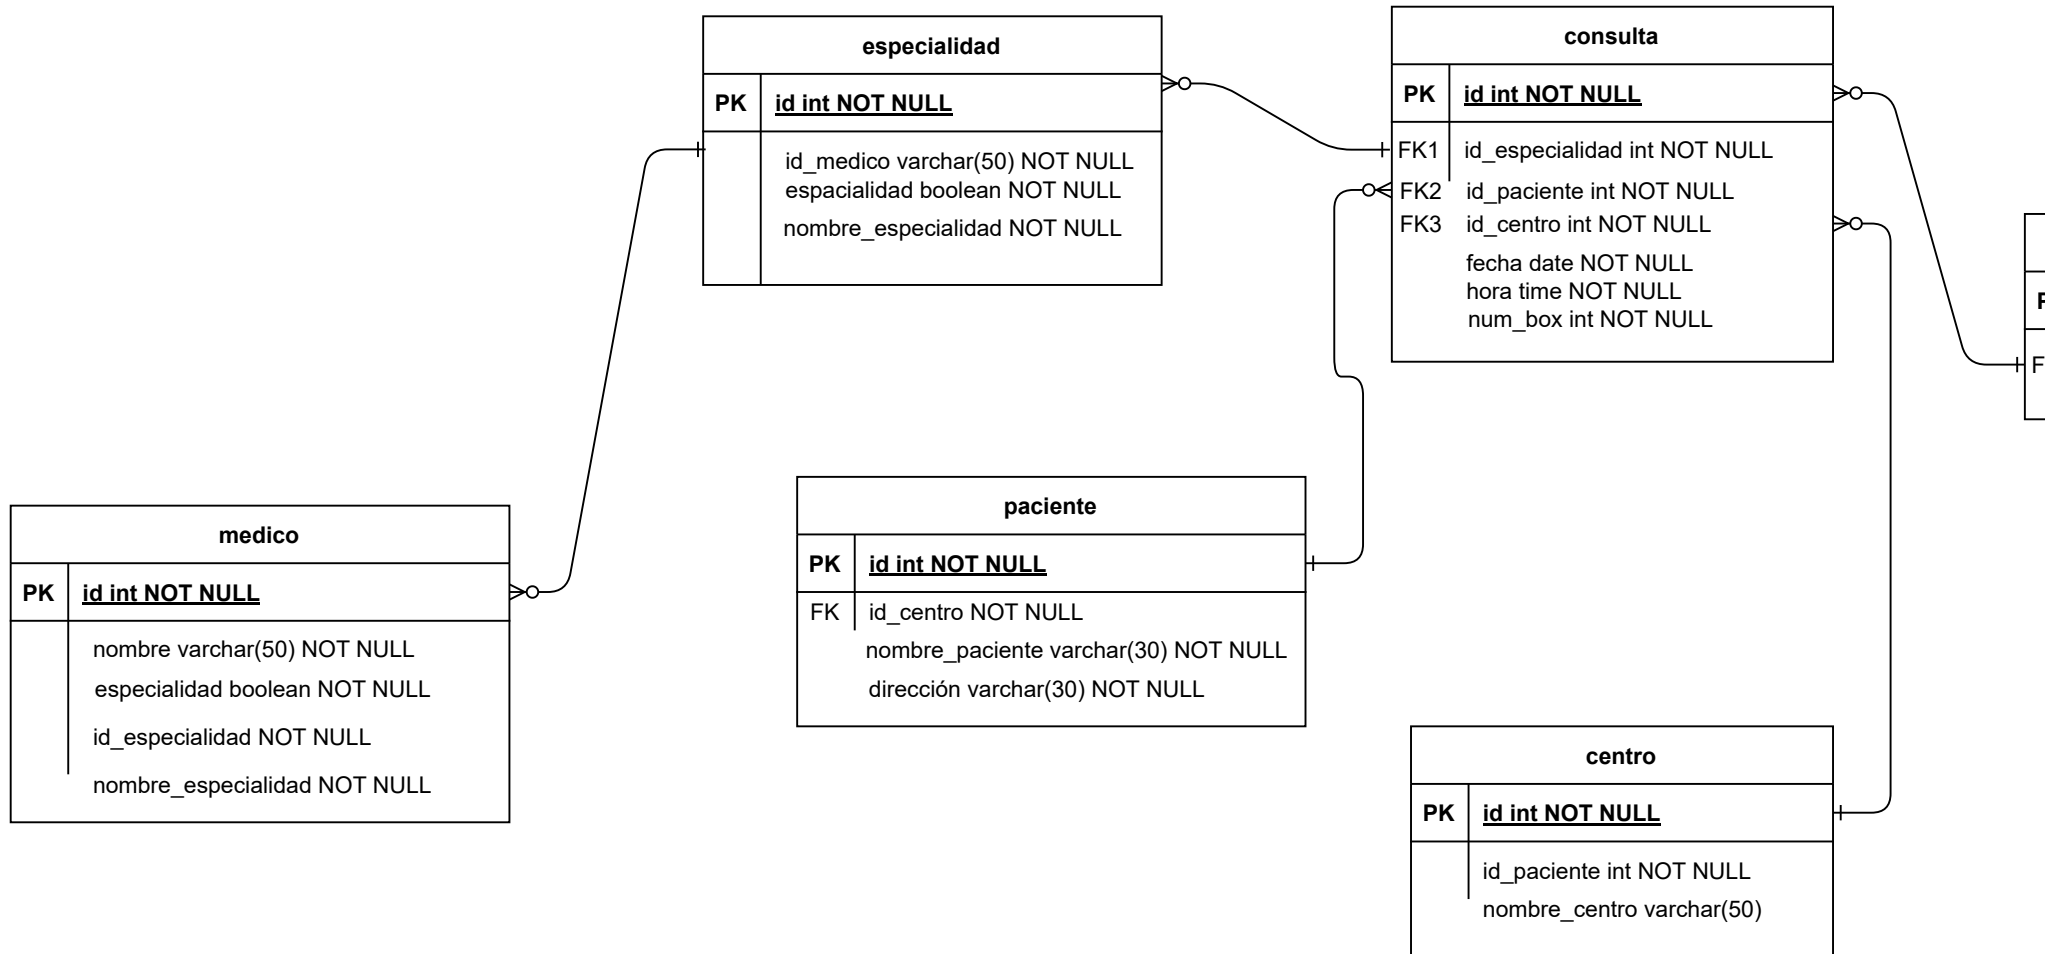 especialidad
PK id int NOT NULL
id_medico varchar(50) NOT NULL
espacialidad boolean NOT NULL
nombre_especialidad NOT NULL
consulta
PK id int NOT NULL
FK1 id_especialidad int NOT NULL
FK2 id_paciente int NOT NULL
FK3 id_centro int NOT NULL
fecha date NOT NULL
hora time NOT NULL
num_box int NOT NULL
medico
PK id int NOT NULL
nombre varchar(50) NOT NULL
especialidad boolean NOT NULL
id_especialidad NOT NULL
nombre_especialidad NOT NULL
paciente
PK id int NOT NULL
FK id_centro NOT NULL
nombre_paciente varchar(30) NOT NULL
dirección varchar(30) NOT NULL
centro
PK id int NOT NULL
id_paciente int NOT NULL
nombre_centro varchar(50)